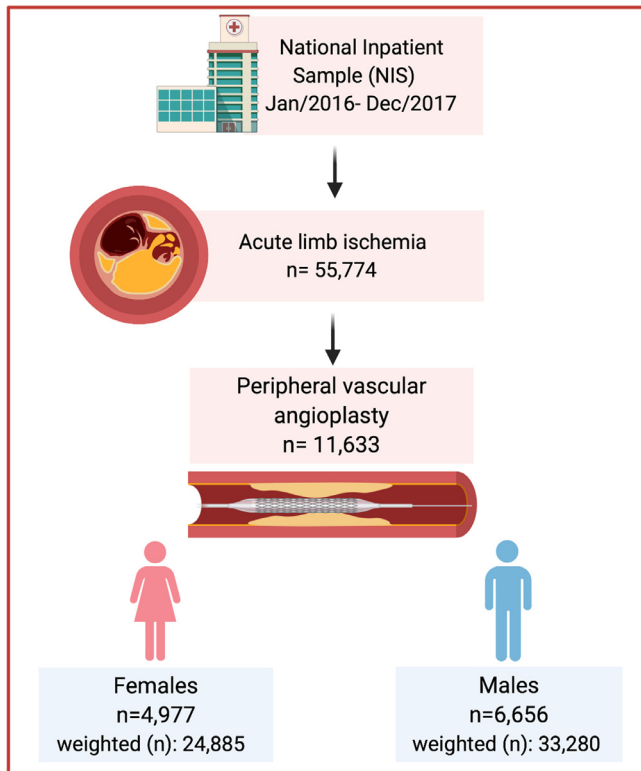 National Inpatient
Sample (NIS)
Jan/2016- Dec/2017
Acute limb ischemia
n= 55,774
Peripheral vascular
angioplasty
n= 11,633
Females
n=4,977
weighted (n): 24,885
Males
n=6,656
weighted (n): 33,280